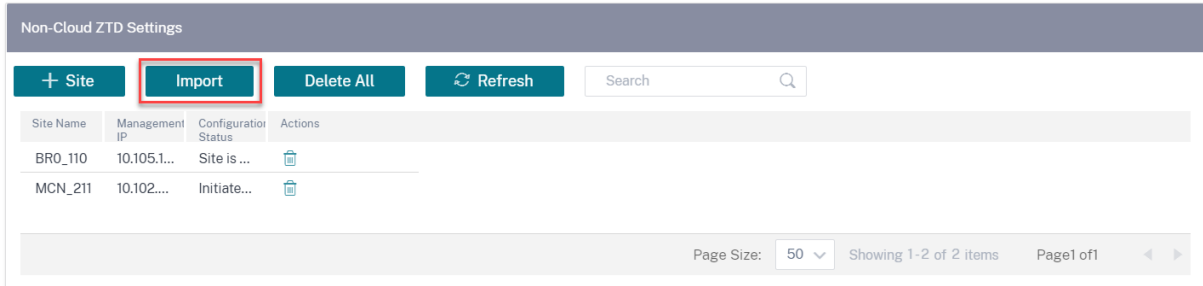 Non-Cloud ZTD Settings
+ Site Import Delete All Refresh Search
Site Name Management IP Configuration Status Actions
BR0_110 10.105.1... Site is ...
MCN_211 10.102.... Initiate...
Page Size: 50 Showing 1-2 of 2 items Page1 of1